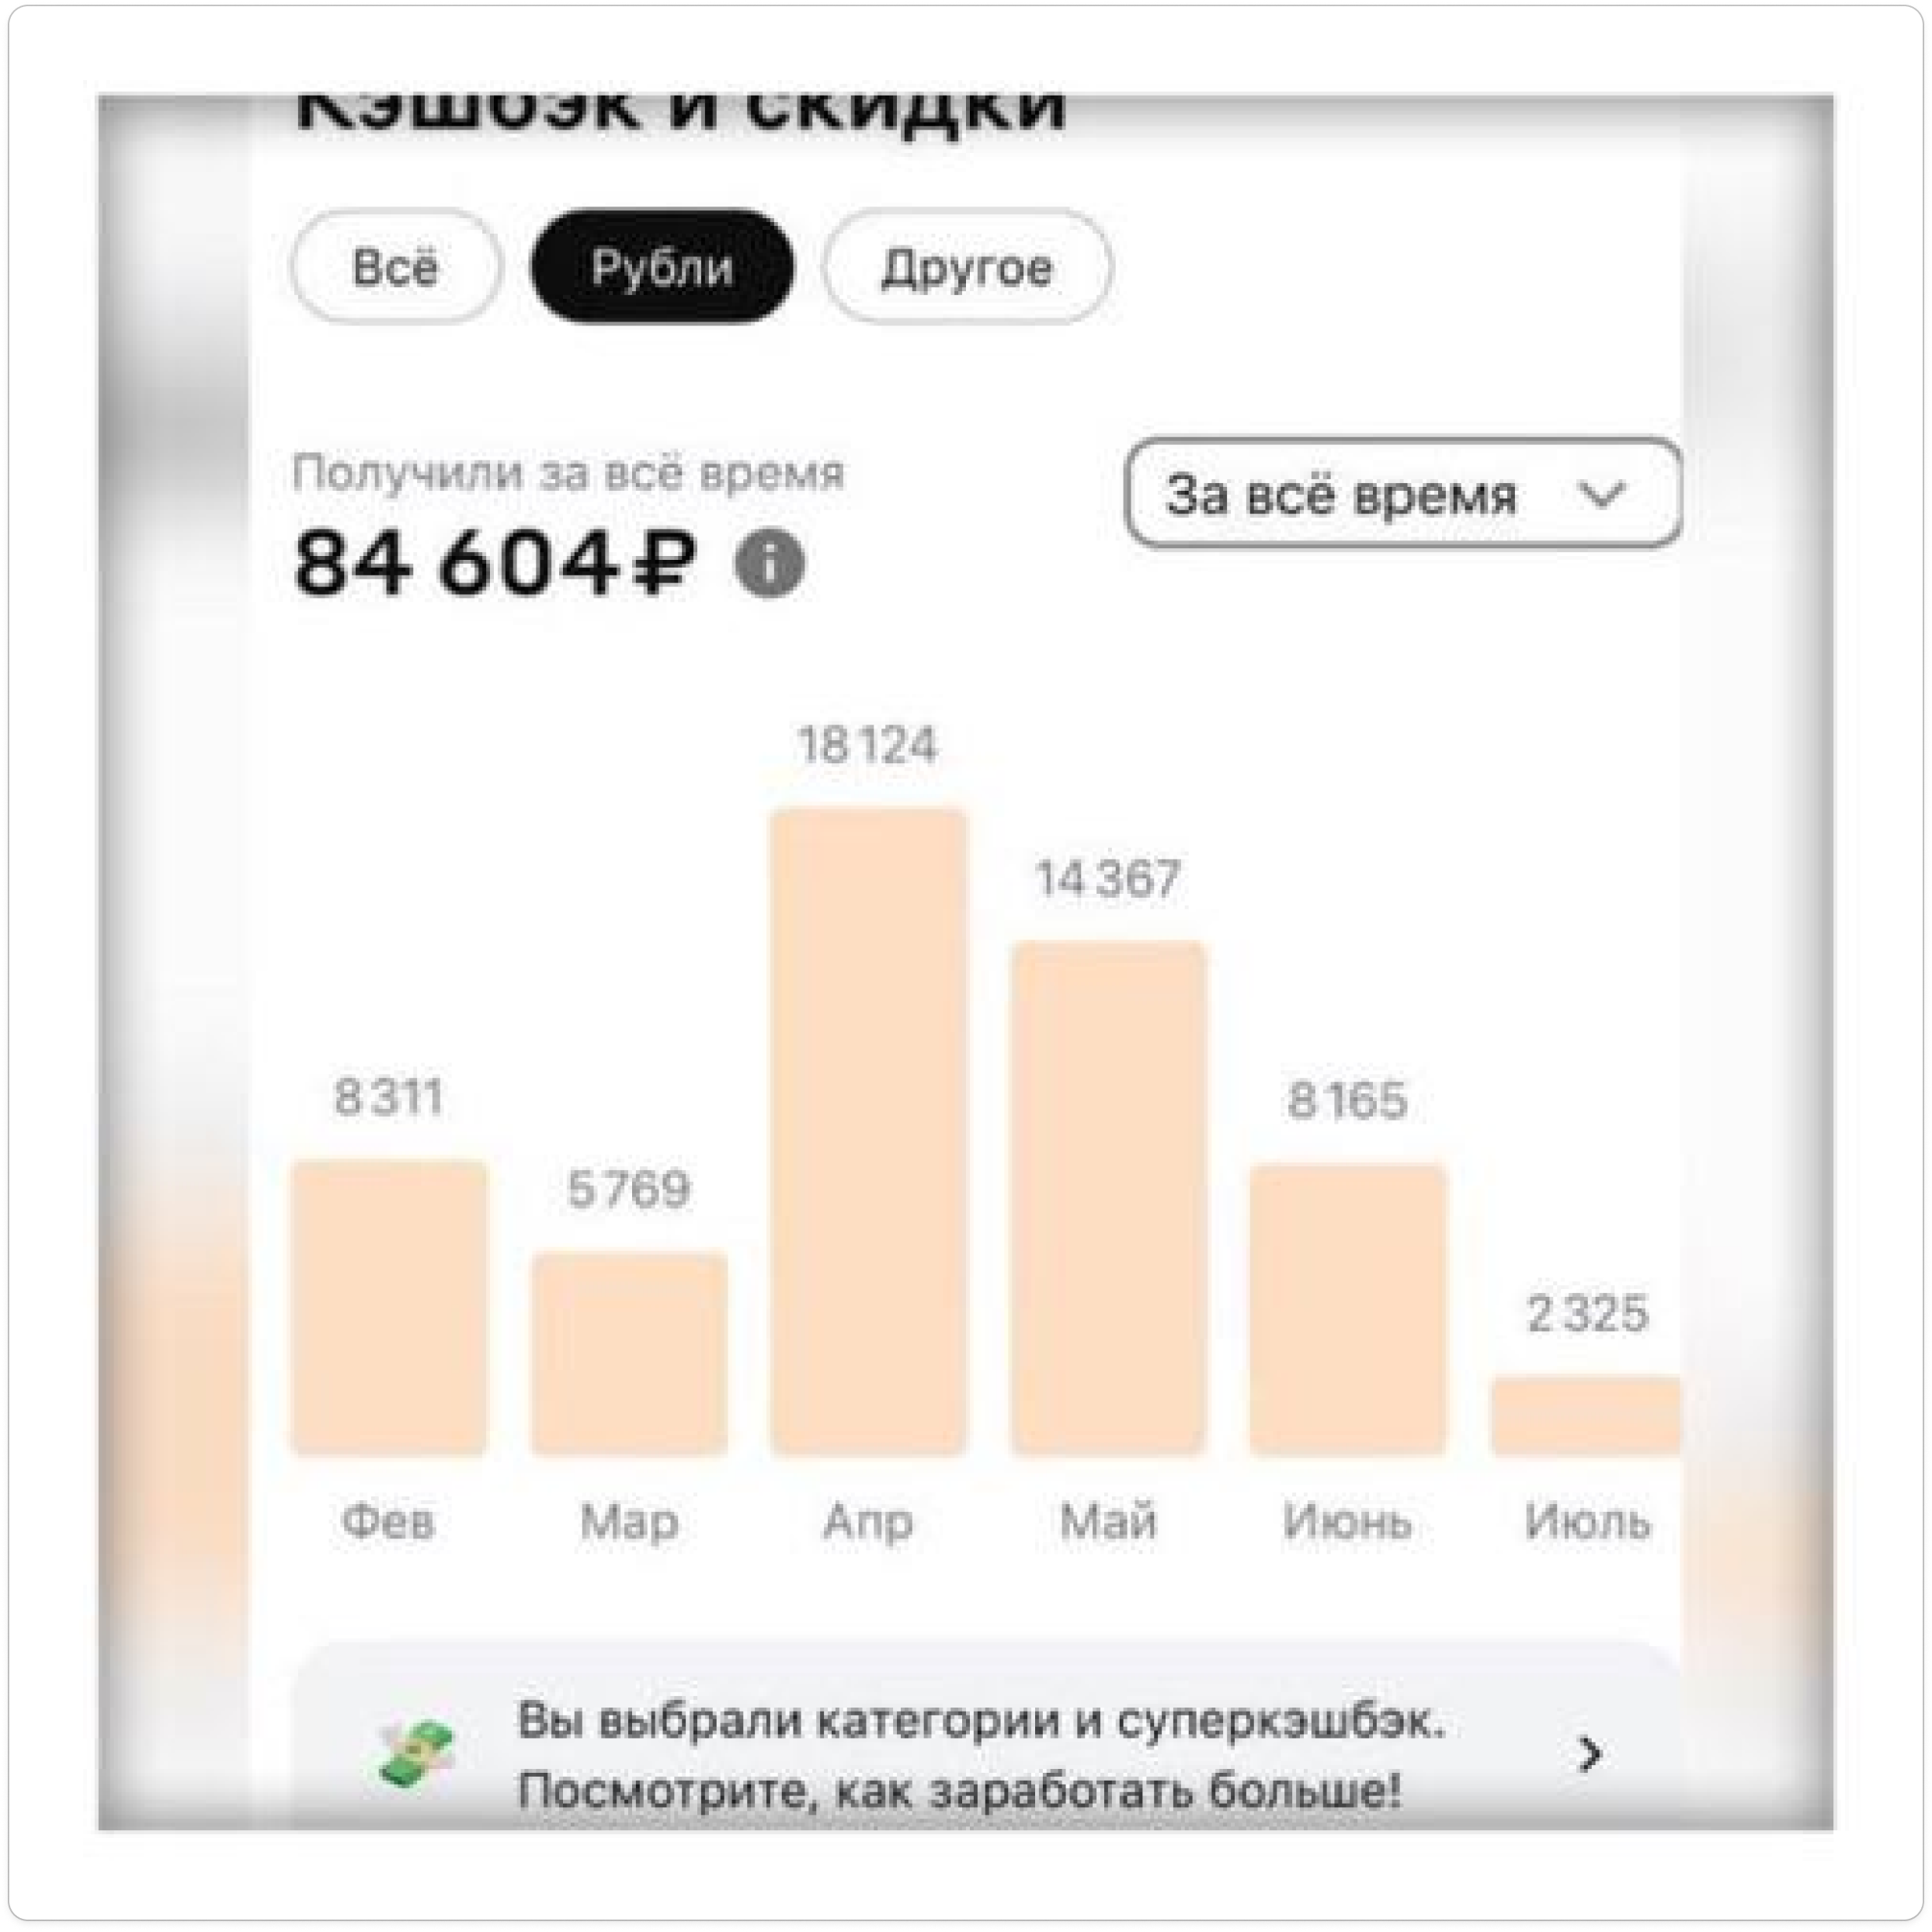 Кэшбэк и скидки
Всё Рубли Другое
Получили за всё время
За всё время
84 604 ₽ i
18 124
14 367
8 311
8 165
5 769
2 325
Фев Мар Апр Май Июнь Июль
Вы выбрали категории и суперкэшбэк.
Посмотрите, как заработать больше!